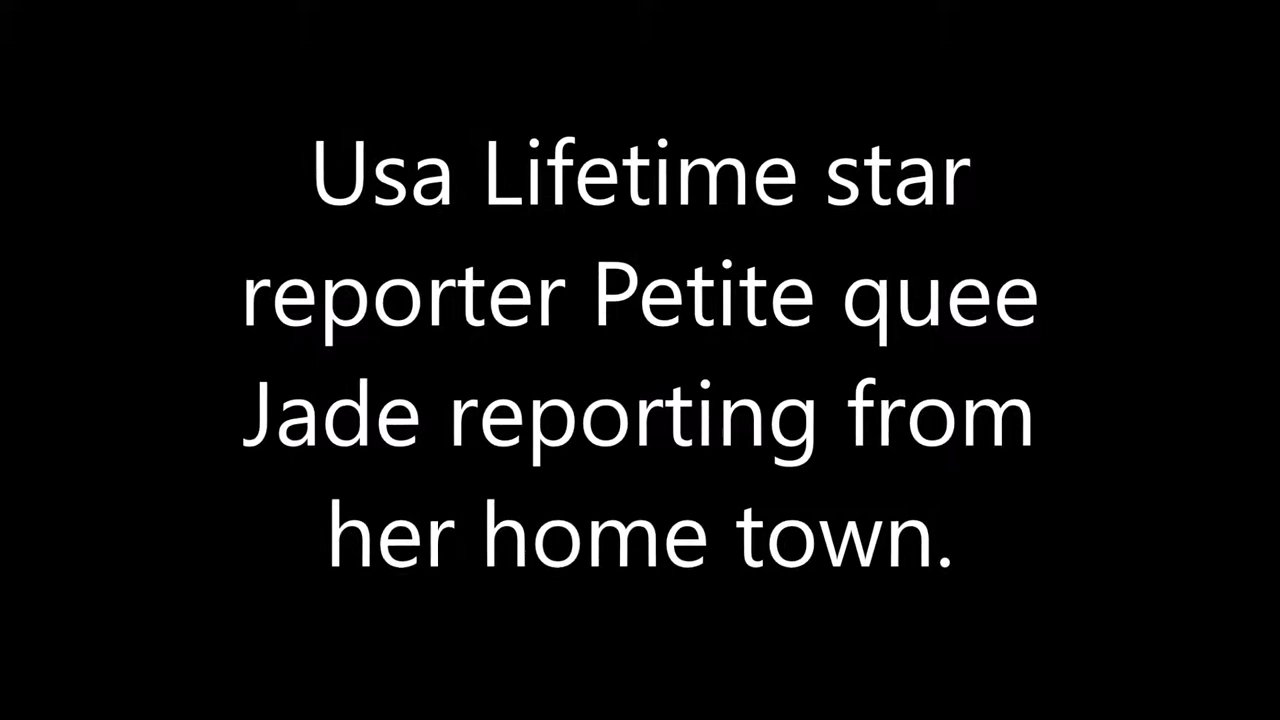 Usa Lifetime star
reporter Petite quee
Jade reporting from
her home town.